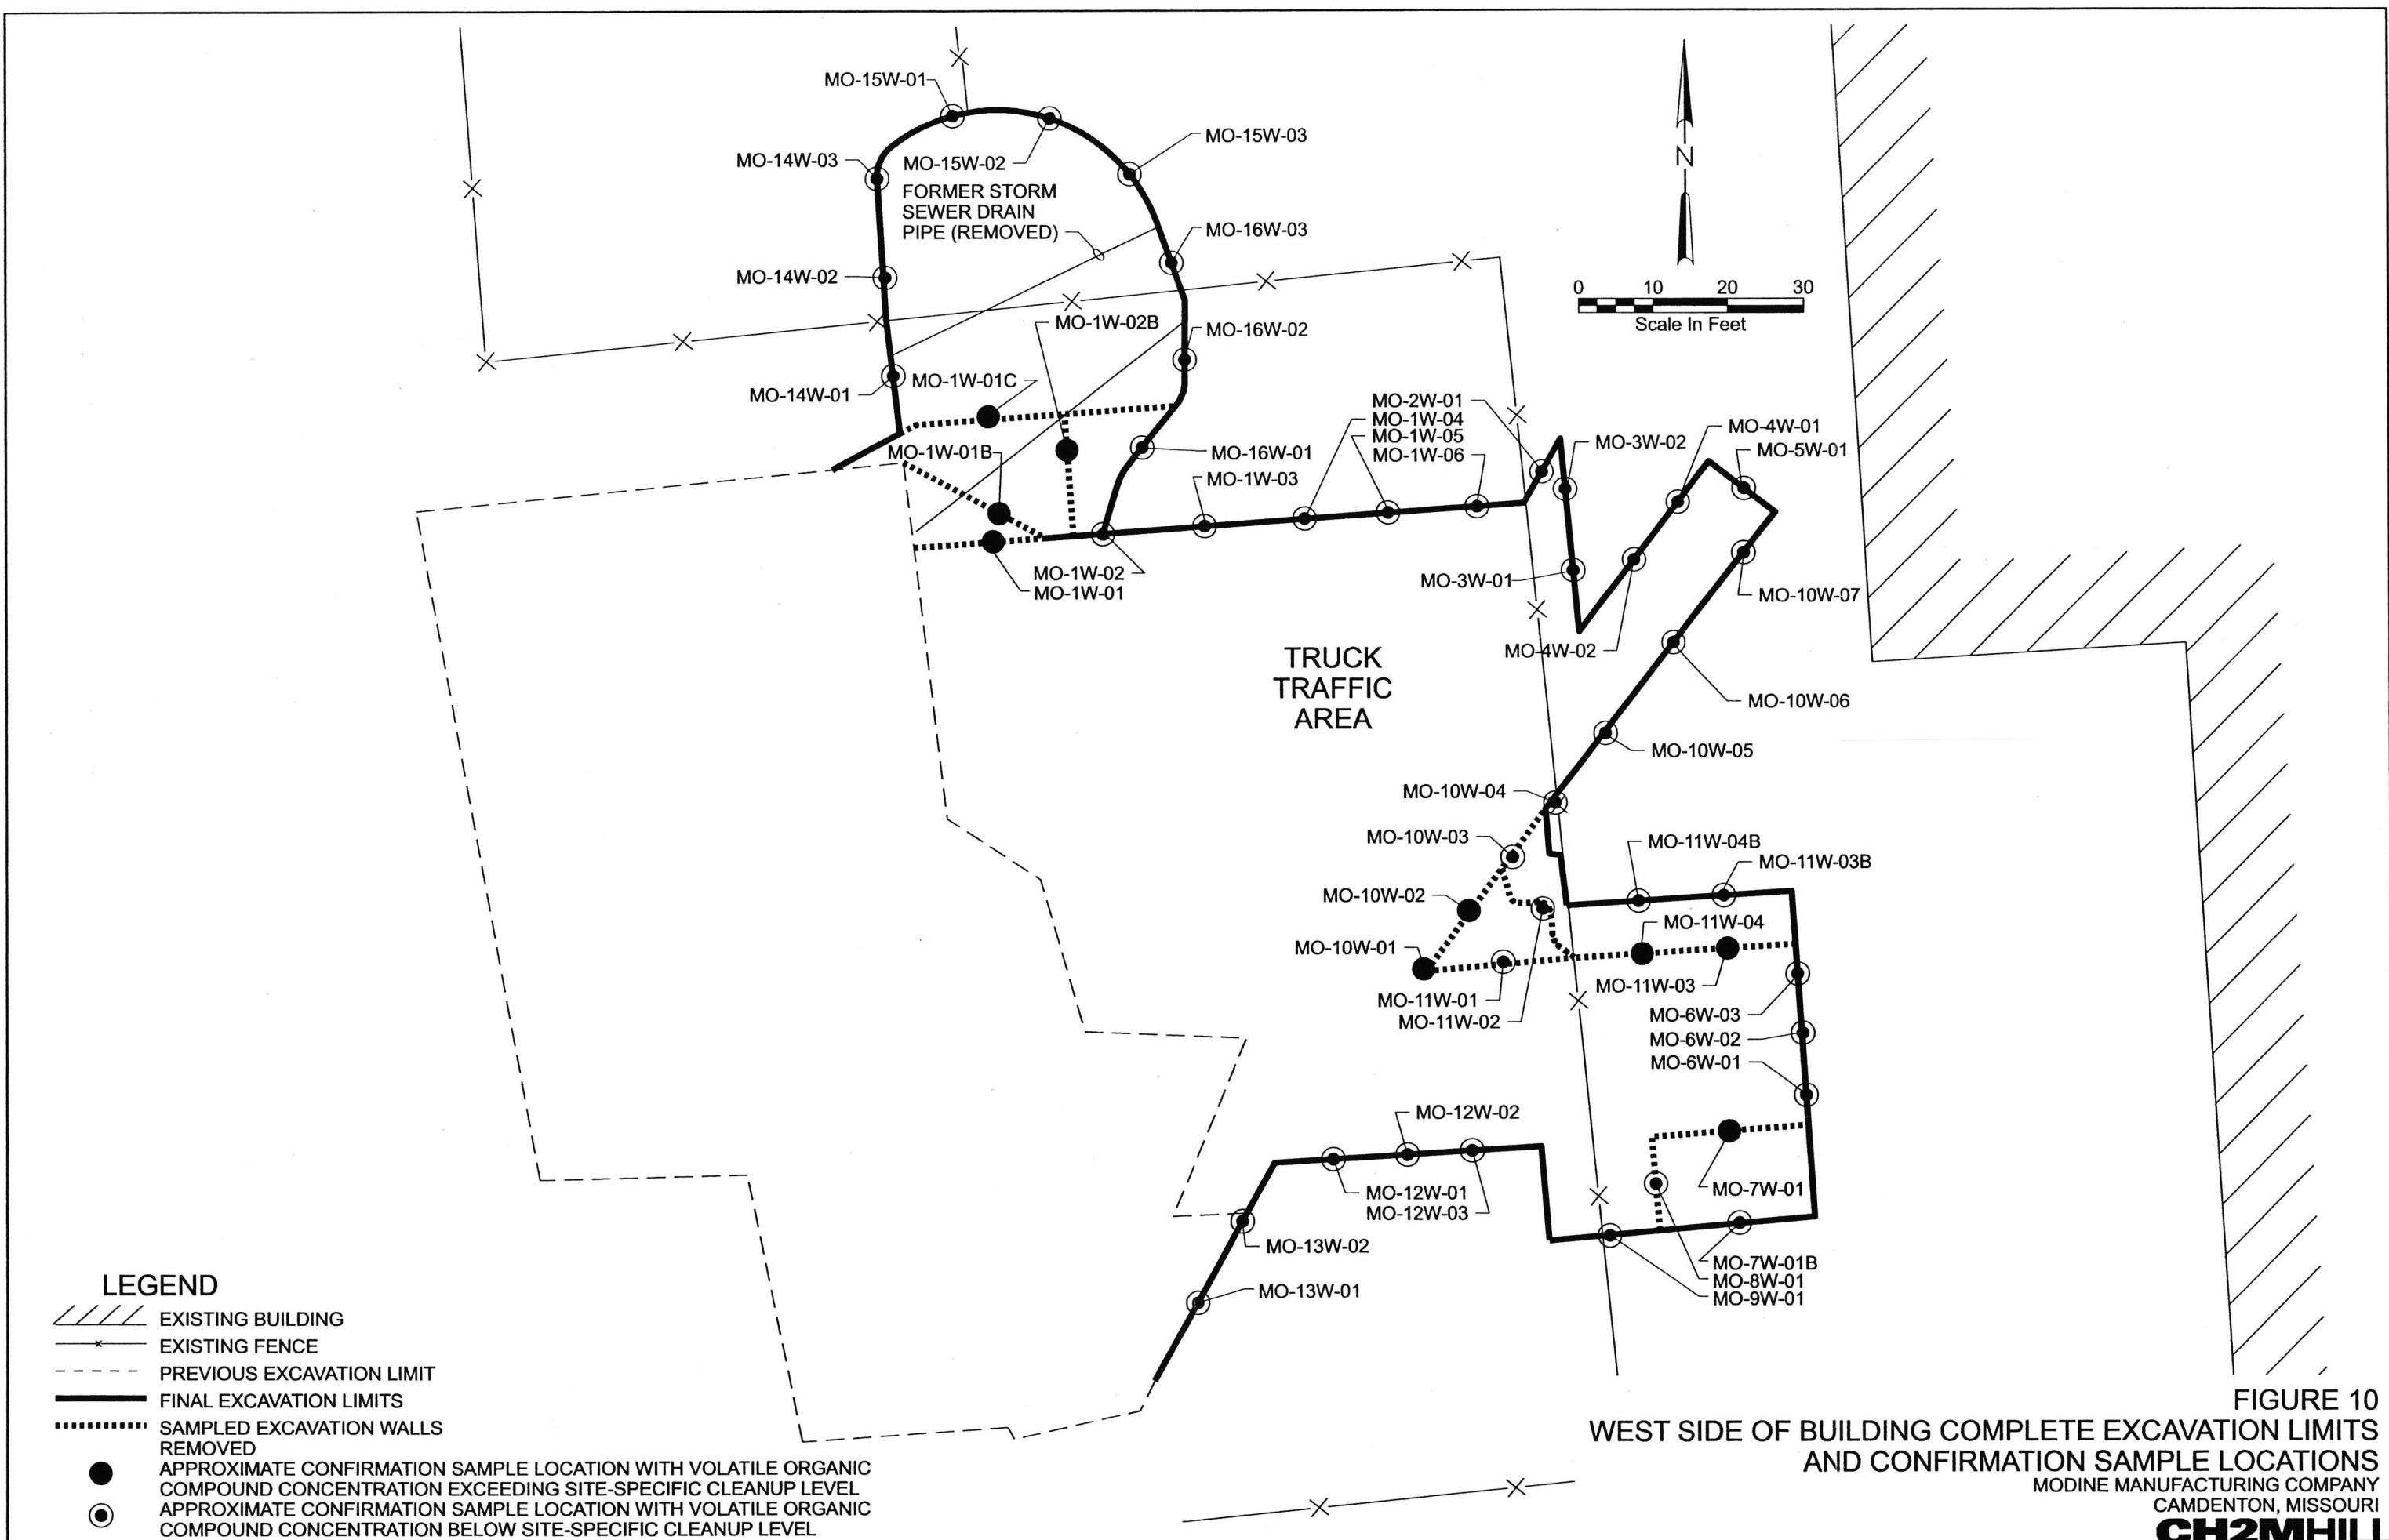 MO-15W-01
MO-15W-03
MO-14W-03
MO-15W-02
FORMER STORM
SEWER DRAIN
PIPE (REMOVED)
MO-16W-03
MO-14W-02
N
0 10 20 30
Scale In Feet
MO-1W-02B
MO-16W-02
MO-1W-01C
MO-14W-01
MO-2W-01
MO-1W-04
MO-1W-05
MO-1W-06
MO-3W-02
MO-4W-01
MO-5W-01
MO-1W-01B
MO-16W-01
MO-1W-03
MO-1W-02
MO-1W-01
MO-3W-01
MO-10W-07
MO-4W-02
TRUCK
TRAFFIC
AREA
MO-10W-06
MO-10W-05
MO-10W-04
MO-10W-03
MO-11W-04B
MO-11W-03B
MO-10W-02
MO-11W-04
MO-10W-01
MO-11W-03
MO-11W-01
MO-11W-02
MO-6W-03
MO-6W-02
MO-6W-01
MO-12W-02
MO-12W-01
MO-12W-03
MO-7W-01
MO-13W-02
MO-7W-01B
MO-8W-01
MO-9W-01
MO-13W-01
LEGEND
EXISTING BUILDING
EXISTING FENCE
PREVIOUS EXCAVATION LIMIT
FINAL EXCAVATION LIMITS
SAMPLED EXCAVATION WALLS
REMOVED
APPROXIMATE CONFIRMATION SAMPLE LOCATION WITH VOLATILE ORGANIC
COMPOUND CONCENTRATION EXCEEDING SITE-SPECIFIC CLEANUP LEVEL
APPROXIMATE CONFIRMATION SAMPLE LOCATION WITH VOLATILE ORGANIC
COMPOUND CONCENTRATION BELOW SITE-SPECIFIC CLEANUP LEVEL
FIGURE 10
WEST SIDE OF BUILDING COMPLETE EXCAVATION LIMITS
AND CONFIRMATION SAMPLE LOCATIONS
MODINE MANUFACTURING COMPANY
CAMDENTON, MISSOURI
CH2MHILL